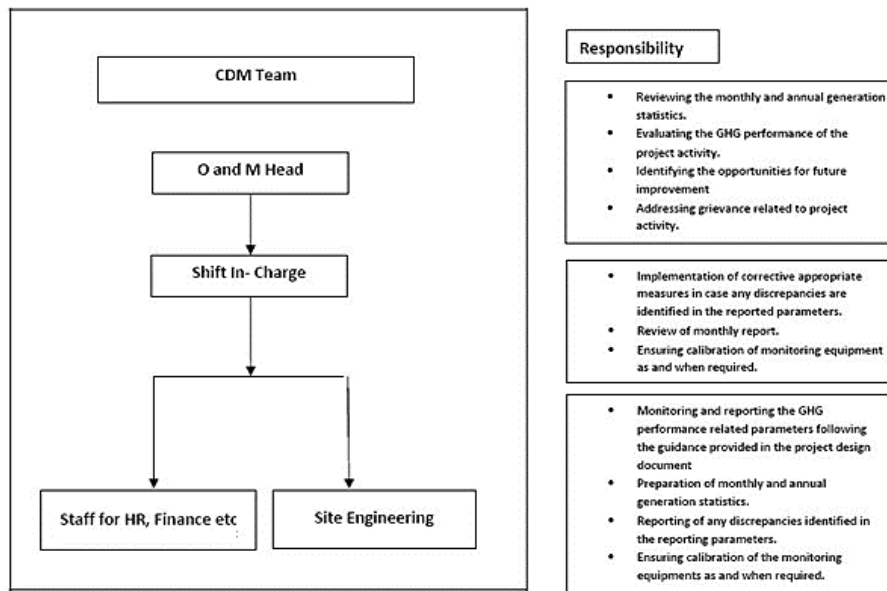 CDM Team
O and M Head
Shift In- Charge
Staff for HR, Finance etc
Site Engineering
Responsibility
• Reviewing the monthly and annual generation
statistics.
• Evaluating the GHG performance of the
project activity.
• Identifying the opportunities for future
improvement
• Addressing grievance related to project
activity.
• Implementation of corrective appropriate
measures in case any discrepancies are
identified in the reported parameters.
• Review of monthly report.
• Ensuring calibration of monitoring equipment
as and when required.
• Monitoring and reporting the GHG
performance related parameters following
the guidance provided in the project design
document
• Preparation of monthly and annual
generation statistics.
• Reporting of any discrepancies identified in
the reporting parameters.
• Ensuring calibration of the monitoring
equipments as and when required.